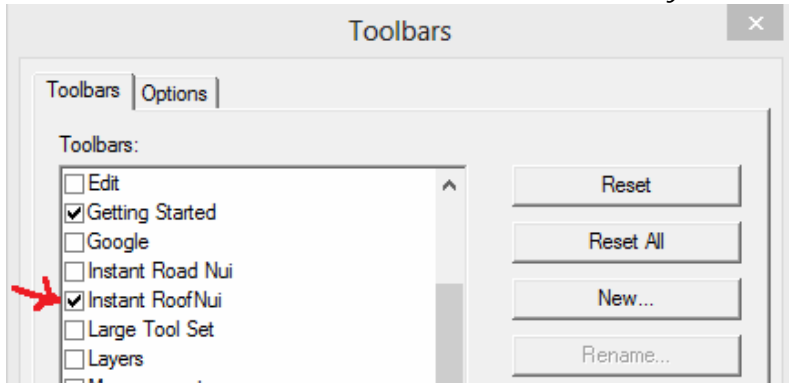 Toolbars
Toolbars Options
Toolbars:
Edit
Getting Started
Google
Instant Road Nui
Instant RoofNui
Large Tool Set
Layers
Reset
Reset All
New...
Rename...